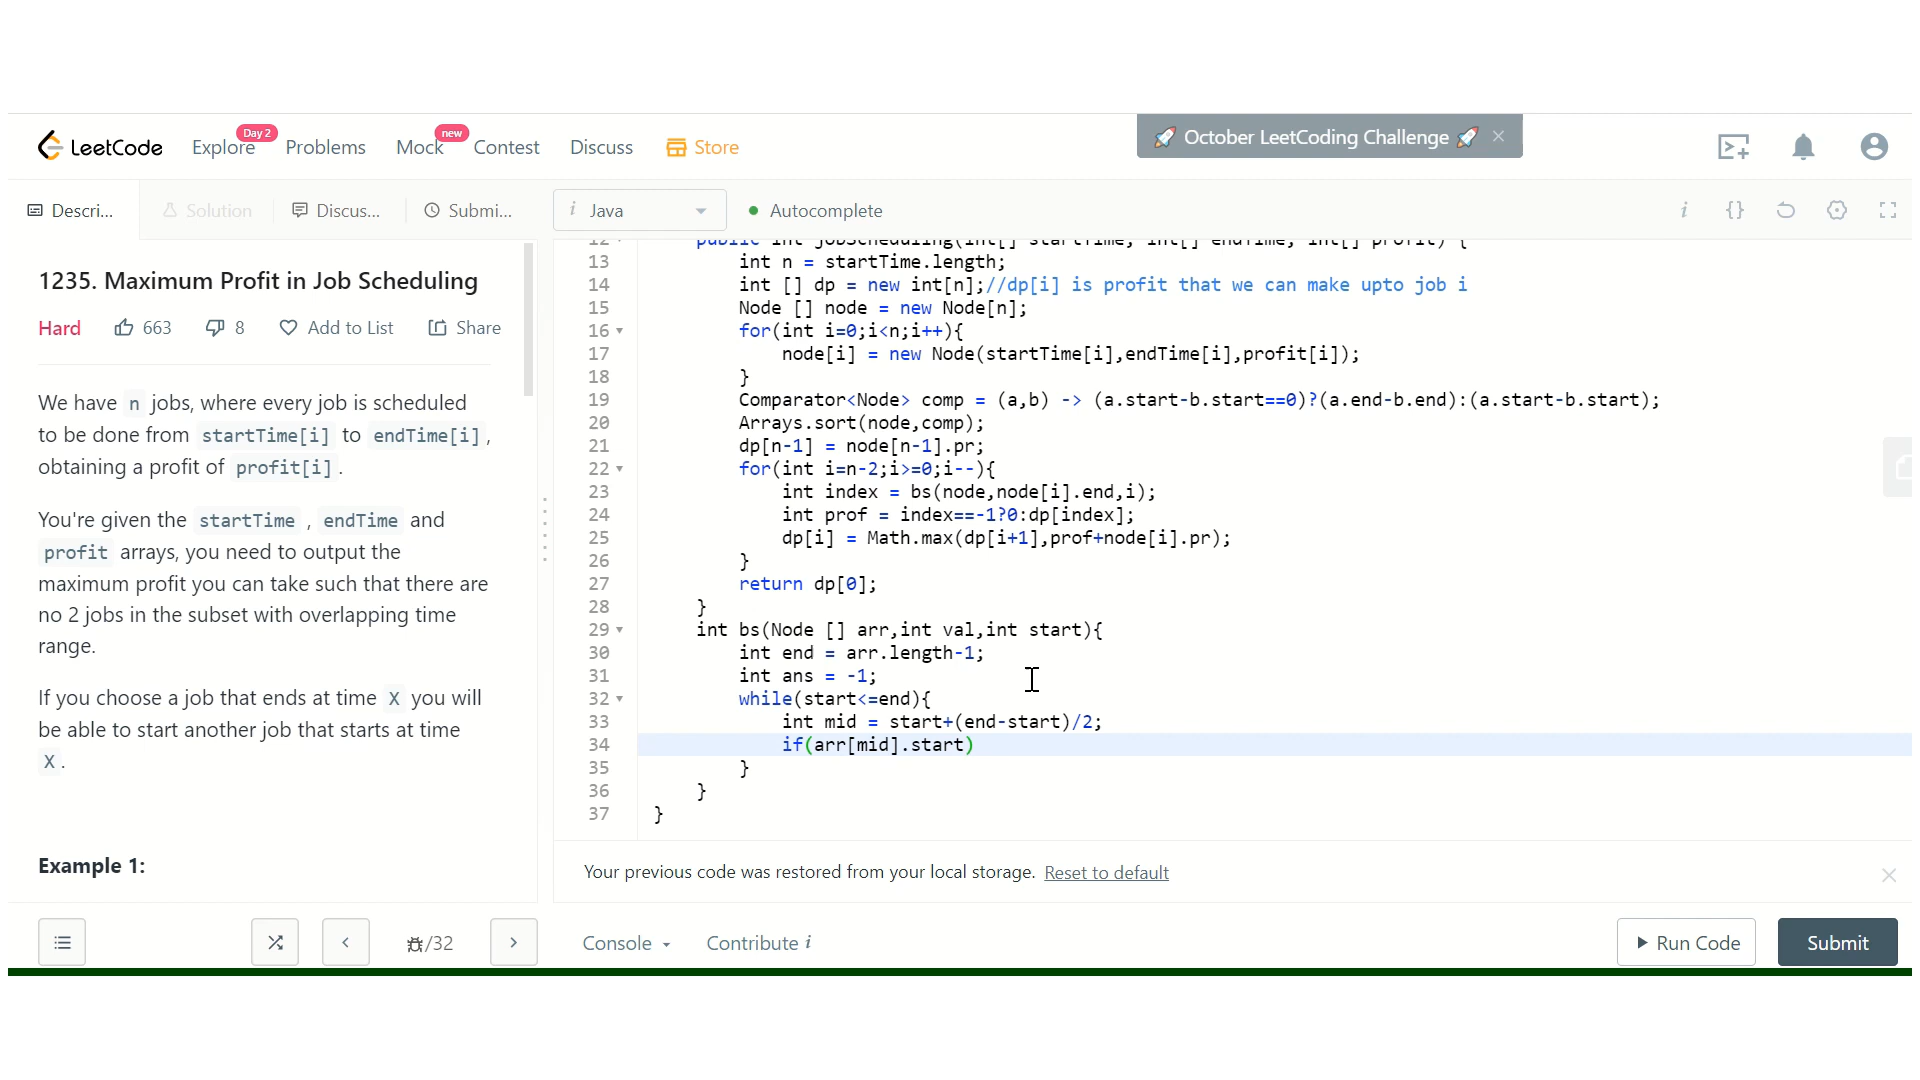 LeetCode
Explore
Day 2
Problems
Mock
new
Contest
Discuss
Store
🚀 October LeetCoding Challenge 🚀 ×
Descri...
Solution
Discus...
Submi...
i Java
Autocomplete
1235. Maximum Profit in Job Scheduling
Hard 663 8 Add to List Share
We have n jobs, where every job is scheduled
to be done from startTime[i] to endTime[i],
obtaining a profit of profit[i].
You're given the startTime , endTime and
profit arrays, you need to output the
maximum profit you can take such that there are
no 2 jobs in the subset with overlapping time
range.
If you choose a job that ends at time X you will
be able to start another job that starts at time
X.
Example 1:
12 public int jobScheduling(int[] startTime, int[] endTime, int[] profit) {
13 int n = startTime.length;
14 int [] dp = new int[n];//dp[i] is profit that we can make upto job i
15 Node [] node = new Node[n];
16 for(int i=0;i<n;i++){
17 node[i] = new Node(startTime[i],endTime[i],profit[i]);
18 }
19 Comparator<Node> comp = (a,b) -> (a.start-b.start==0)?(a.end-b.end):(a.start-b.start);
20 Arrays.sort(node,comp);
21 dp[n-1] = node[n-1].pr;
22 for(int i=n-2;i>=0;i--){
23 int index = bs(node,node[i].end,i);
24 int prof = index==-1?0:dp[index];
25 dp[i] = Math.max(dp[i+1],prof+node[i].pr);
26 }
27 return dp[0];
28 }
29 int bs(Node [] arr,int val,int start){
30 int end = arr.length-1;
31 int ans = -1;
32 while(start<=end){
33 int mid = start+(end-start)/2;
34 if(arr[mid].start)
35 }
36 }
37 }
Your previous code was restored from your local storage. Reset to default
/32
Console
Contribute i
Run Code
Submit